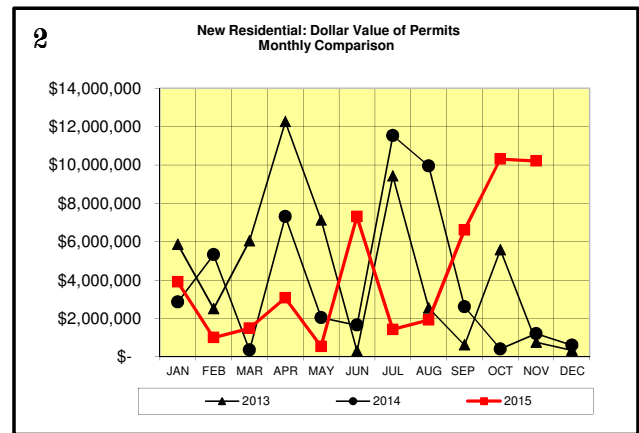 2
New Residential: Dollar Value of Permits
Monthly Comparison
$14,000,000
$12,000,000
$10,000,000
$8,000,000
$6,000,000
$4,000,000
$2,000,000
$-
JAN FEB MAR APR MAY JUN JUL AUG SEP OCT NOV DEC
2013 2014 2015